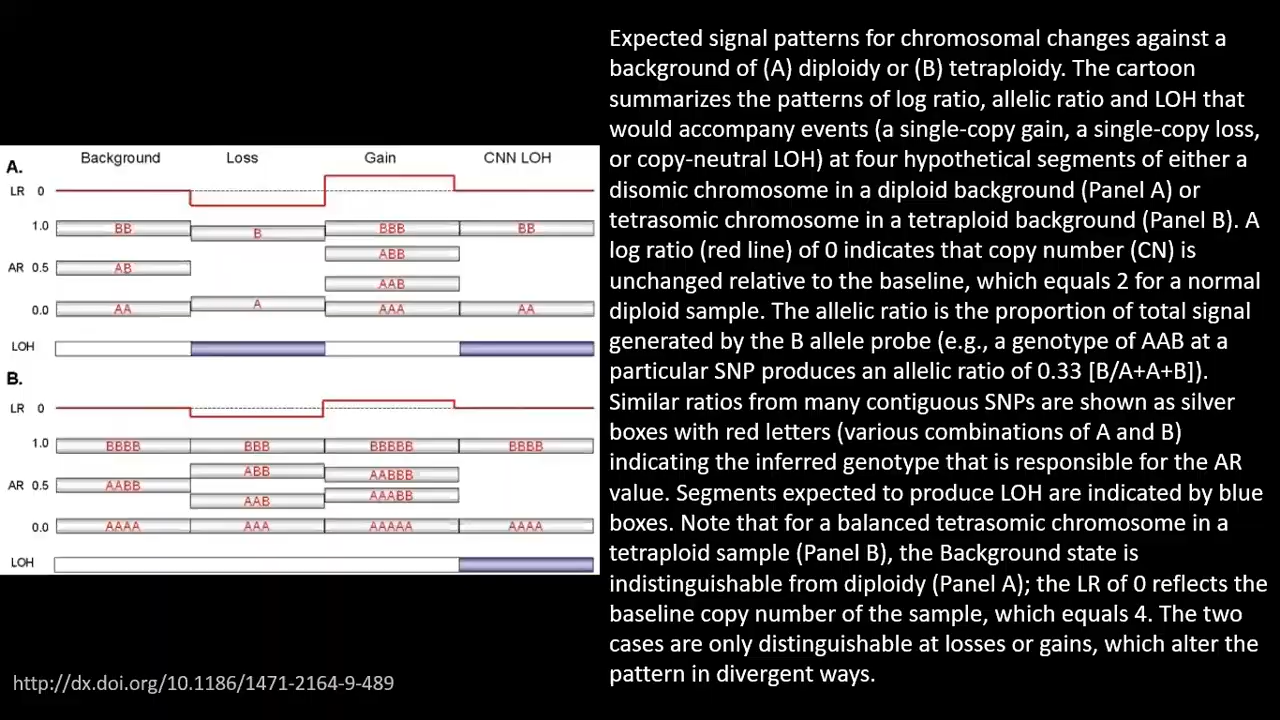 Expected signal patterns for chromosomal changes against a
background of (A) diploidy or (B) tetraploidy. The cartoon
summarizes the patterns of log ratio, allelic ratio and LOH that
would accompany events (a single-copy gain, a single-copy loss,
or copy-neutral LOH) at four hypothetical segments of either a
disomic chromosome in a diploid background (Panel A) or
tetrasomic chromosome in a tetraploid background (Panel B). A
log ratio (red line) of 0 indicates that copy number (CN) is
unchanged relative to the baseline, which equals 2 for a normal
diploid sample. The allelic ratio is the proportion of total signal
generated by the B allele probe (e.g., a genotype of AAB at a
particular SNP produces an allelic ratio of 0.33 [B/A+A+B]).
Similar ratios from many contiguous SNPs are shown as silver
boxes with red letters (various combinations of A and B)
indicating the inferred genotype that is responsible for the AR
value. Segments expected to produce LOH are indicated by blue
boxes. Note that for a balanced tetrasomic chromosome in a
tetraploid sample (Panel B), the Background state is
indistinguishable from diploidy (Panel A); the LR of 0 reflects the
baseline copy number of the sample, which equals 4. The two
cases are only distinguishable at losses or gains, which alter the
pattern in divergent ways.
Background Loss Gain CNN LOH
A.
LR 0
1.0 BB B BBB BB
ABB
AR 0.5 AB
AAB
0.0 AA A AAA AA
LOH
B.
LR 0
1.0 BBBB BBB BBBBB BBBB
ABB AABBB
AR 0.5 AABB
AAB AAABB
0.0 AAAA AAA AAAAA AAAA
LOH
http://dx.doi.org/10.1186/1471-2164-9-489